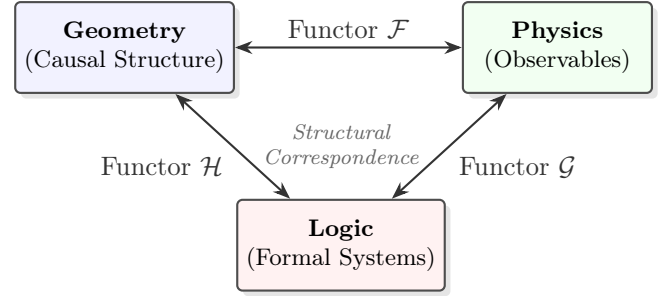 Geometry
(Causal Structure)
Functor ℱ
Physics
(Observables)
Structural
Correspondence
Functor ℋ
Functor 𝒢
Logic
(Formal Systems)